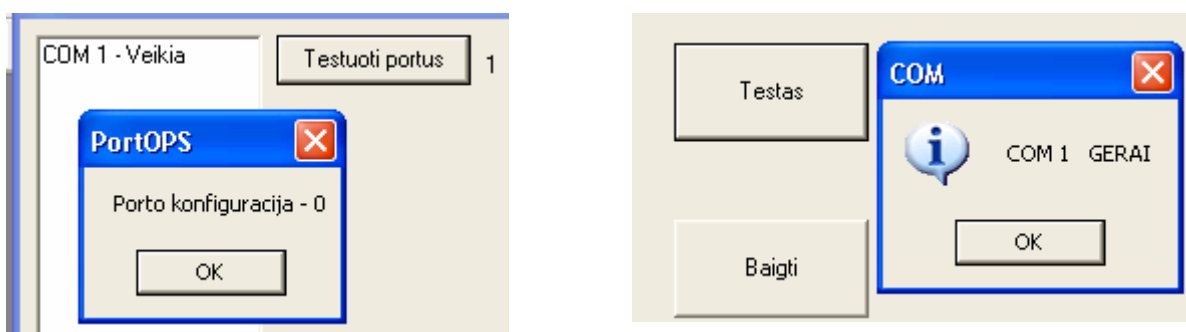 COM 1 - Veikia
Testuoti portus
1
PortOPS
Porto konfiguracija - 0
OK
Testas
COM
COM 1 GERAI
OK
Baigti